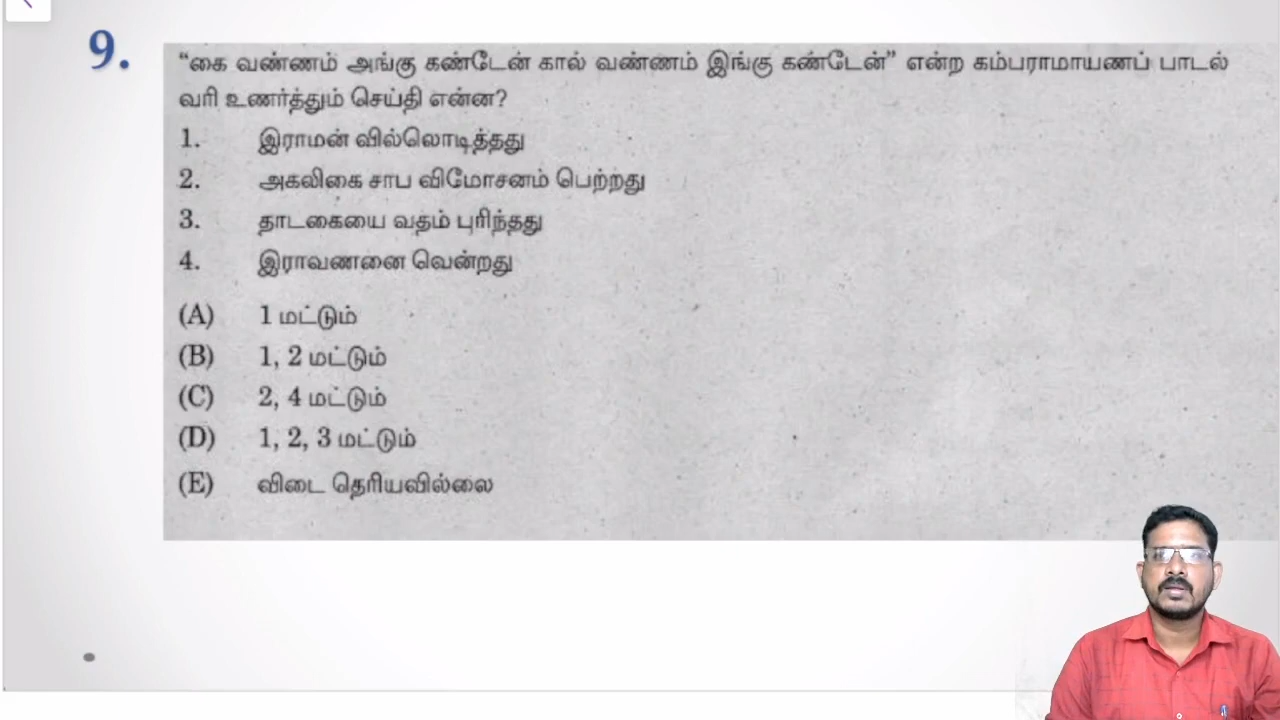 9.
“கை வண்ணம் அங்கு கண்டேன் கால் வண்ணம் இங்கு கண்டேன்” என்ற கம்பராமாயணப் பாடல்
வரி உணர்த்தும் செய்தி என்ன?
1. இராமன் வில்லொடித்தது
2. அகலிகை சாப விமோசனம் பெற்றது
3. தாடகையை வதம் புரிந்தது
4. இராவணனை வென்றது
(A) 1 மட்டும்
(B) 1, 2 மட்டும்
(C) 2, 4 மட்டும்
(D) 1, 2, 3 மட்டும்
(E) விடை தெரியவில்லை